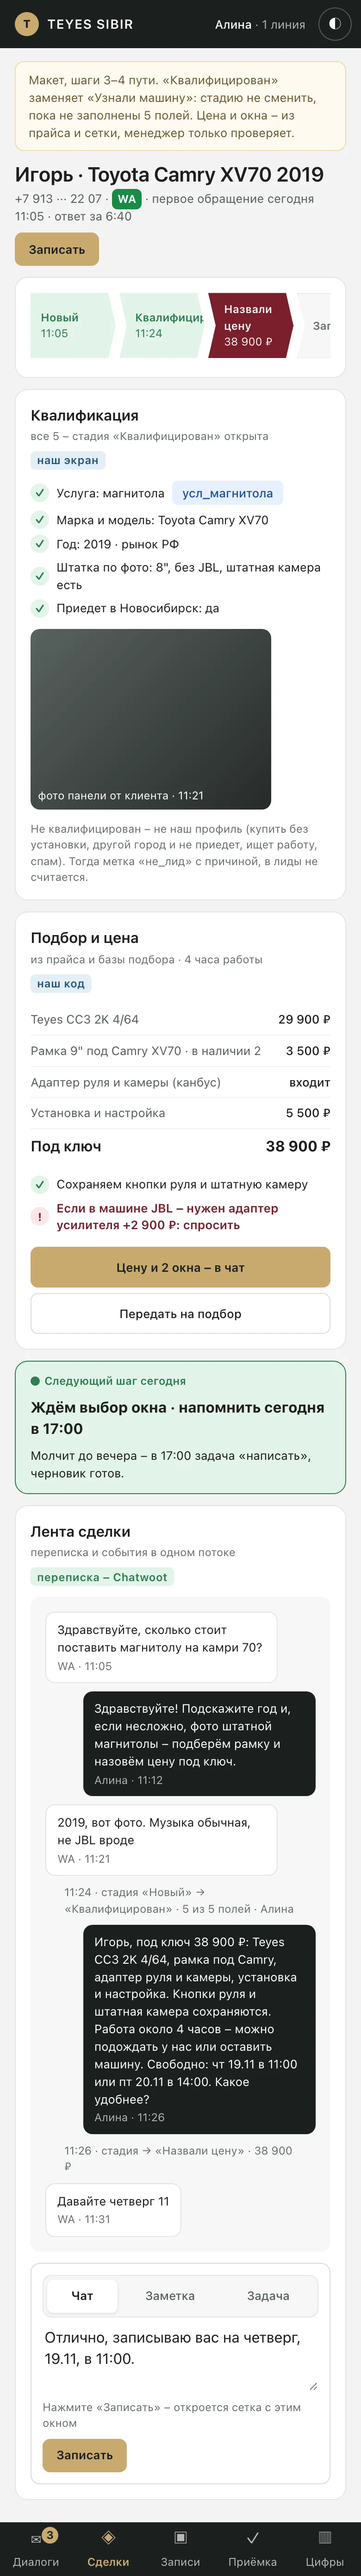 T TEYES SIBIR
Алина · 1 линия
Макет, шаги 3–4 пути. «Квалифицирован»
заменяет «Узнали машину»: стадию не сменить,
пока не заполнены 5 полей. Цена и окна – из
прайса и сетки, менеджер только проверяет.
Игорь · Toyota Camry XV70 2019
+7 913 ··· 22 07 · WA · первое обращение сегодня
11:05 · ответ за 6:40
Записать
Новый
11:05
Квалифицир
11:24
Назвали
цену
38 900 ₽
Заг
Квалификация
все 5 – стадия «Квалифицирован» открыта
наш экран
Услуга: магнитола усл_магнитола
Марка и модель: Toyota Camry XV70
Год: 2019 · рынок РФ
Штатка по фото: 8", без JBL, штатная камера
есть
Приедет в Новосибирск: да
фото панели от клиента · 11:21
Не квалифицирован – не наш профиль (купить без
установки, другой город и не приедет, ищет работу,
спам). Тогда метка «не_лид» с причиной, в лиды не
считается.
Подбор и цена
из прайса и базы подбора · 4 часа работы
наш код
Teyes CC3 2K 4/64 29 900 ₽
Рамка 9" под Camry XV70 · в наличии 2 3 500 ₽
Адаптер руля и камеры (канбус) входит
Установка и настройка 5 500 ₽
Под ключ 38 900 ₽
Сохраняем кнопки руля и штатную камеру
! Если в машине JBL – нужен адаптер
усилителя +2 900 ₽: спросить
Цену и 2 окна – в чат
Передать на подбор
Следующий шаг сегодня
Ждём выбор окна · напомнить сегодня
в 17:00
Молчит до вечера – в 17:00 задача «написать»,
черновик готов.
Лента сделки
переписка и события в одном потоке
переписка – Chatwoot
Здравствуйте, сколько стоит
поставить магнитолу на камри 70?
WA · 11:05
Здравствуйте! Подскажите год и,
если несложно, фото штатной
магнитолы – подберём рамку и
назовём цену под ключ.
Алина · 11:12
2019, вот фото. Музыка обычная,
не JBL вроде
WA · 11:21
11:24 · стадия «Новый» →
«Квалифицирован» · 5 из 5 полей · Алина
Игорь, под ключ 38 900 ₽: Teyes
CC3 2K 4/64, рамка под Camry,
адаптер руля и камеры, установка
и настройка. Кнопки руля и
штатная камера сохраняются.
Работа около 4 часов – можно
подождать у нас или оставить
машину. Свободно: чт 19.11 в 11:00
или пт 20.11 в 14:00. Какое
удобнее?
Алина · 11:26
11:26 · стадия → «Назвали цену» · 38 900
₽
Давайте четверг 11
WA · 11:31
Чат Заметка Задача
Отлично, записываю вас на четверг,
19.11, в 11:00.
Нажмите «Записать» – откроется сетка с этим
окном
Записать
3
Диалоги Сделки Записи Приёмка Цифры